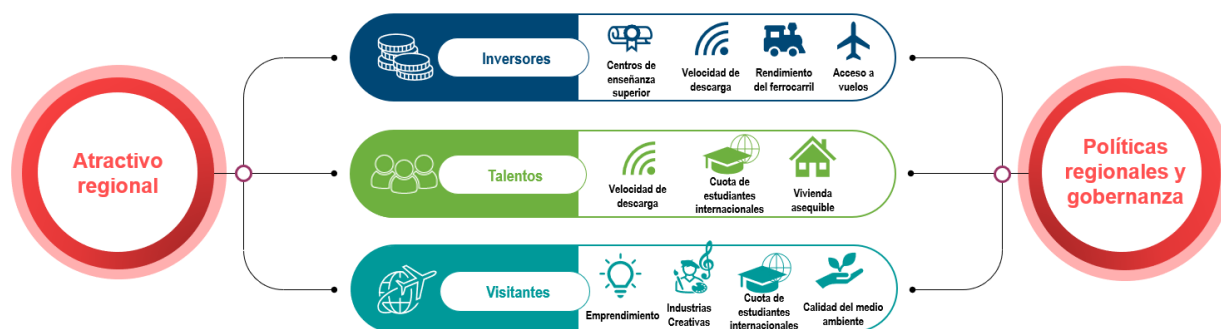 Atractivo
regional
Inversores
Centros de
enseñanza
superior
Velocidad de
descarga
Rendimiento
del ferrocarril
Acceso a
vuelos
Talentos
Velocidad de
descarga
Cuota de
estudiantes
internacionales
Vivienda
asequible
Visitantes
Emprendimiento
Industrias
Creativas
Cuota de
estudiantes
internacionales
Calidad del medio
ambiente
Políticas
regionales y
gobernanza